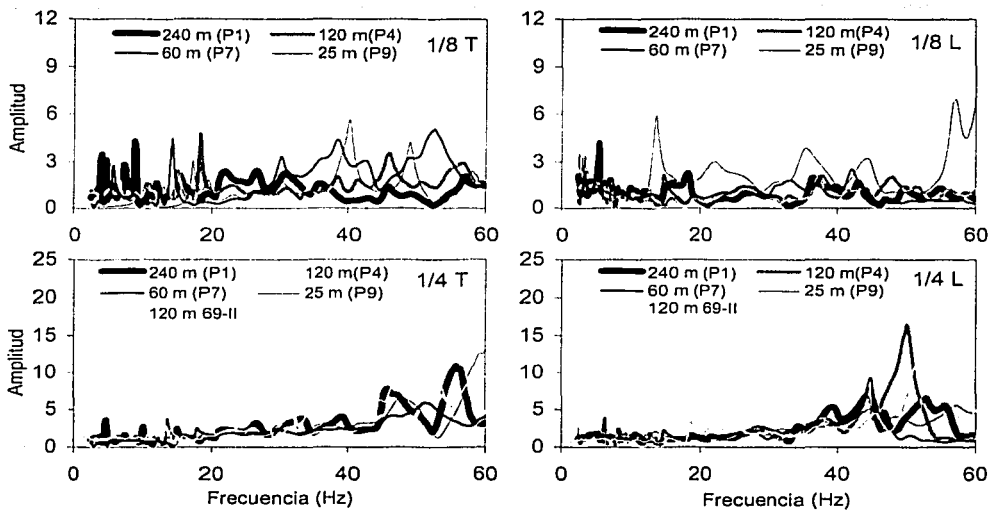 12
9
6
3
0
Amplitud
240 m (P1) 120 m (P4)
60 m (P7) 25 m (P9)
1/8 T
0 20 40 60
12
9
6
3
0
240 m (P1) 120 m (P4)
60 m (P7) 25 m (P9)
1/8 L
0 20 40 60
25
20
15
10
5
0
Amplitud
240 m (P1) 120 m(P4)
60 m (P7) 25 m (P9)
120 m 69-II
1/4 T
0 20 40 60
Frecuencia (Hz)
25
20
15
10
5
0
240 m (P1) 120 m(P4)
60 m (P7) 25 m (P9)
120 m 69-II
1/4 L
0 20 40 60
Frecuencia (Hz)